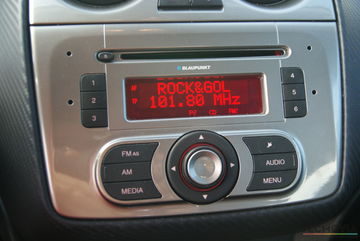 BLAUPUNKT
ROCK&GOL
101.80 MHz
1
2
3
4
5
6
FM AS
AM
MEDIA
AUDIO
MENU